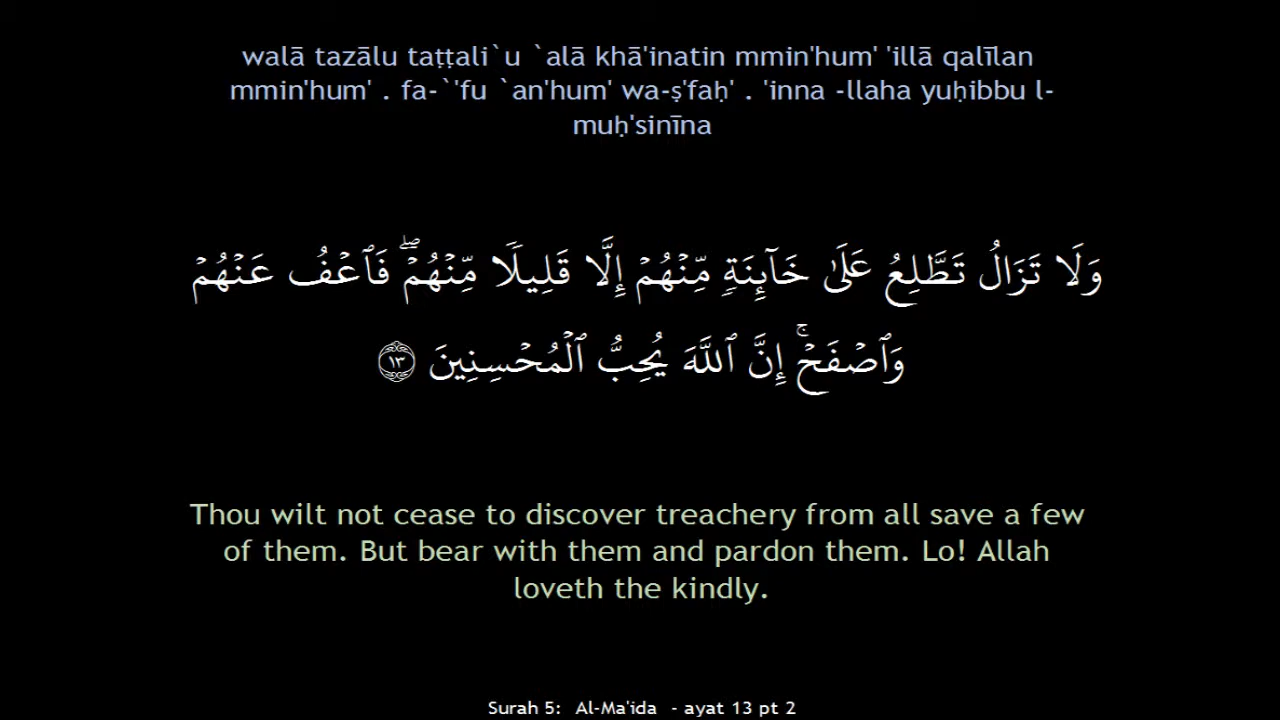 walā tazālu taṭṭali`u `alā khā'inatin mmin'hum' 'illā qalīlan
mmin'hum' . fa-`'fu `an'hum' wa-ṣ'faḥ' . 'inna -llaha yuḥibbu l-
muḥ'sinīna
وَلَا تَزَالُ تَطَّلِعُ عَلَىٰ خَآئِنَةٍۢ مِّنْهُمْ إِلَّا قَلِيلًا مِّنْهُمْ ۖ فَٱعْفُ عَنْهُمْ
وَٱصْفَحْ ۚ إِنَّ ٱللَّهَ يُحِبُّ ٱلْمُحْسِنِينَ ١٣
Thou wilt not cease to discover treachery from all save a few
of them. But bear with them and pardon them. Lo! Allah
loveth the kindly.
Surah 5: Al-Ma'ida - ayat 13 pt 2